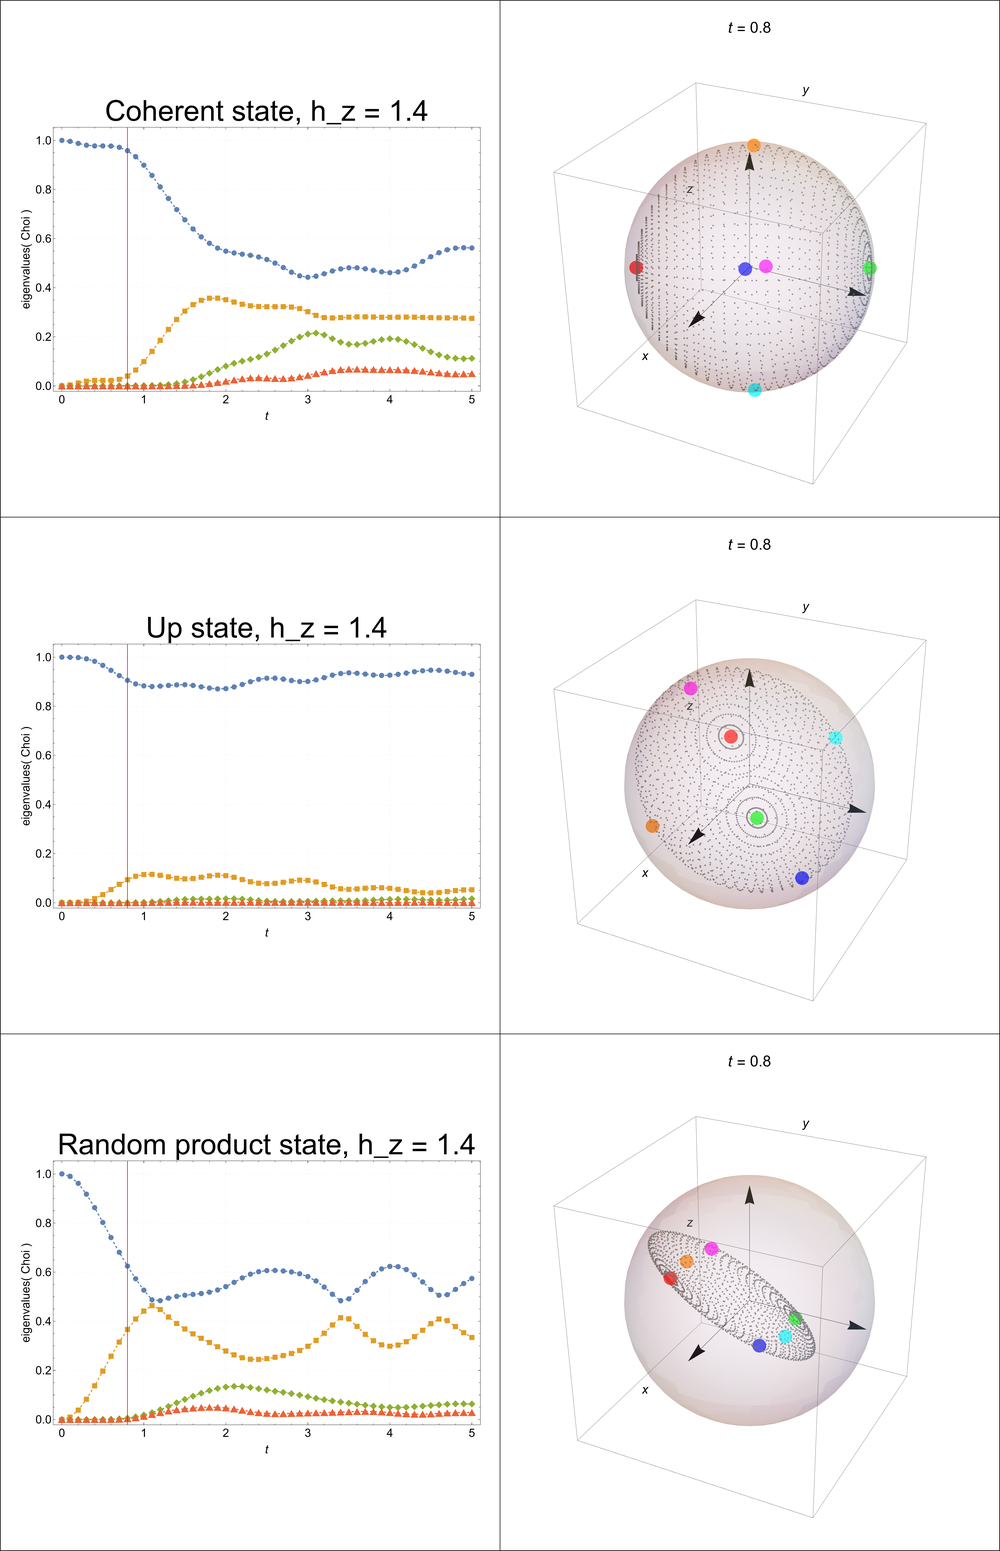 t = 0.8
y
Coherent state, h_z = 1.4
eigenvalues( Choi )
1.0
0.8
0.6
0.4
0.2
0.0
0 1 2 3 4 5
t
z
x
t = 0.8
y
Up state, h_z = 1.4
eigenvalues( Choi )
1.0
0.8
0.6
0.4
0.2
0.0
0 1 2 3 4 5
t
z
x
t = 0.8
y
Random product state, h_z = 1.4
eigenvalues( Choi )
1.0
0.8
0.6
0.4
0.2
0.0
0 1 2 3 4 5
t
z
x